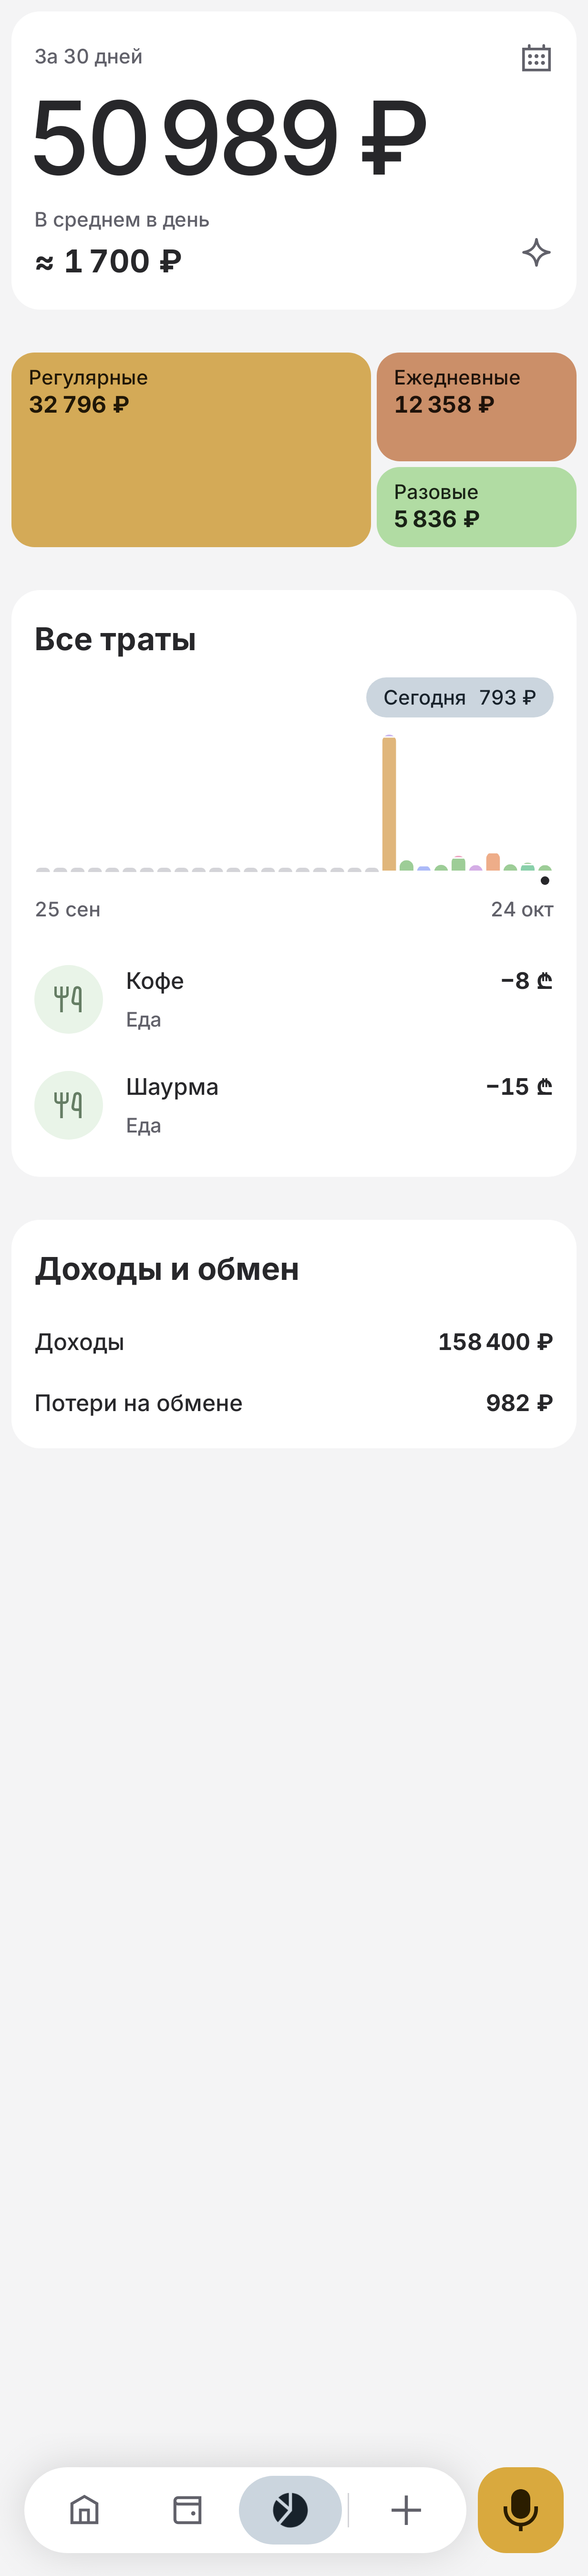 За 30 дней
50 989 ₽
В среднем в день
≈ 1 700 ₽
Регулярные
32 796 ₽
Ежедневные
12 358 ₽
Разовые
5 836 ₽
Все траты
Сегодня 793 ₽
25 сен 24 окт
Кофе −8 ₾
Еда
Шаурма −15 ₾
Еда
Доходы и обмен
Доходы 158 400 ₽
Потери на обмене 982 ₽